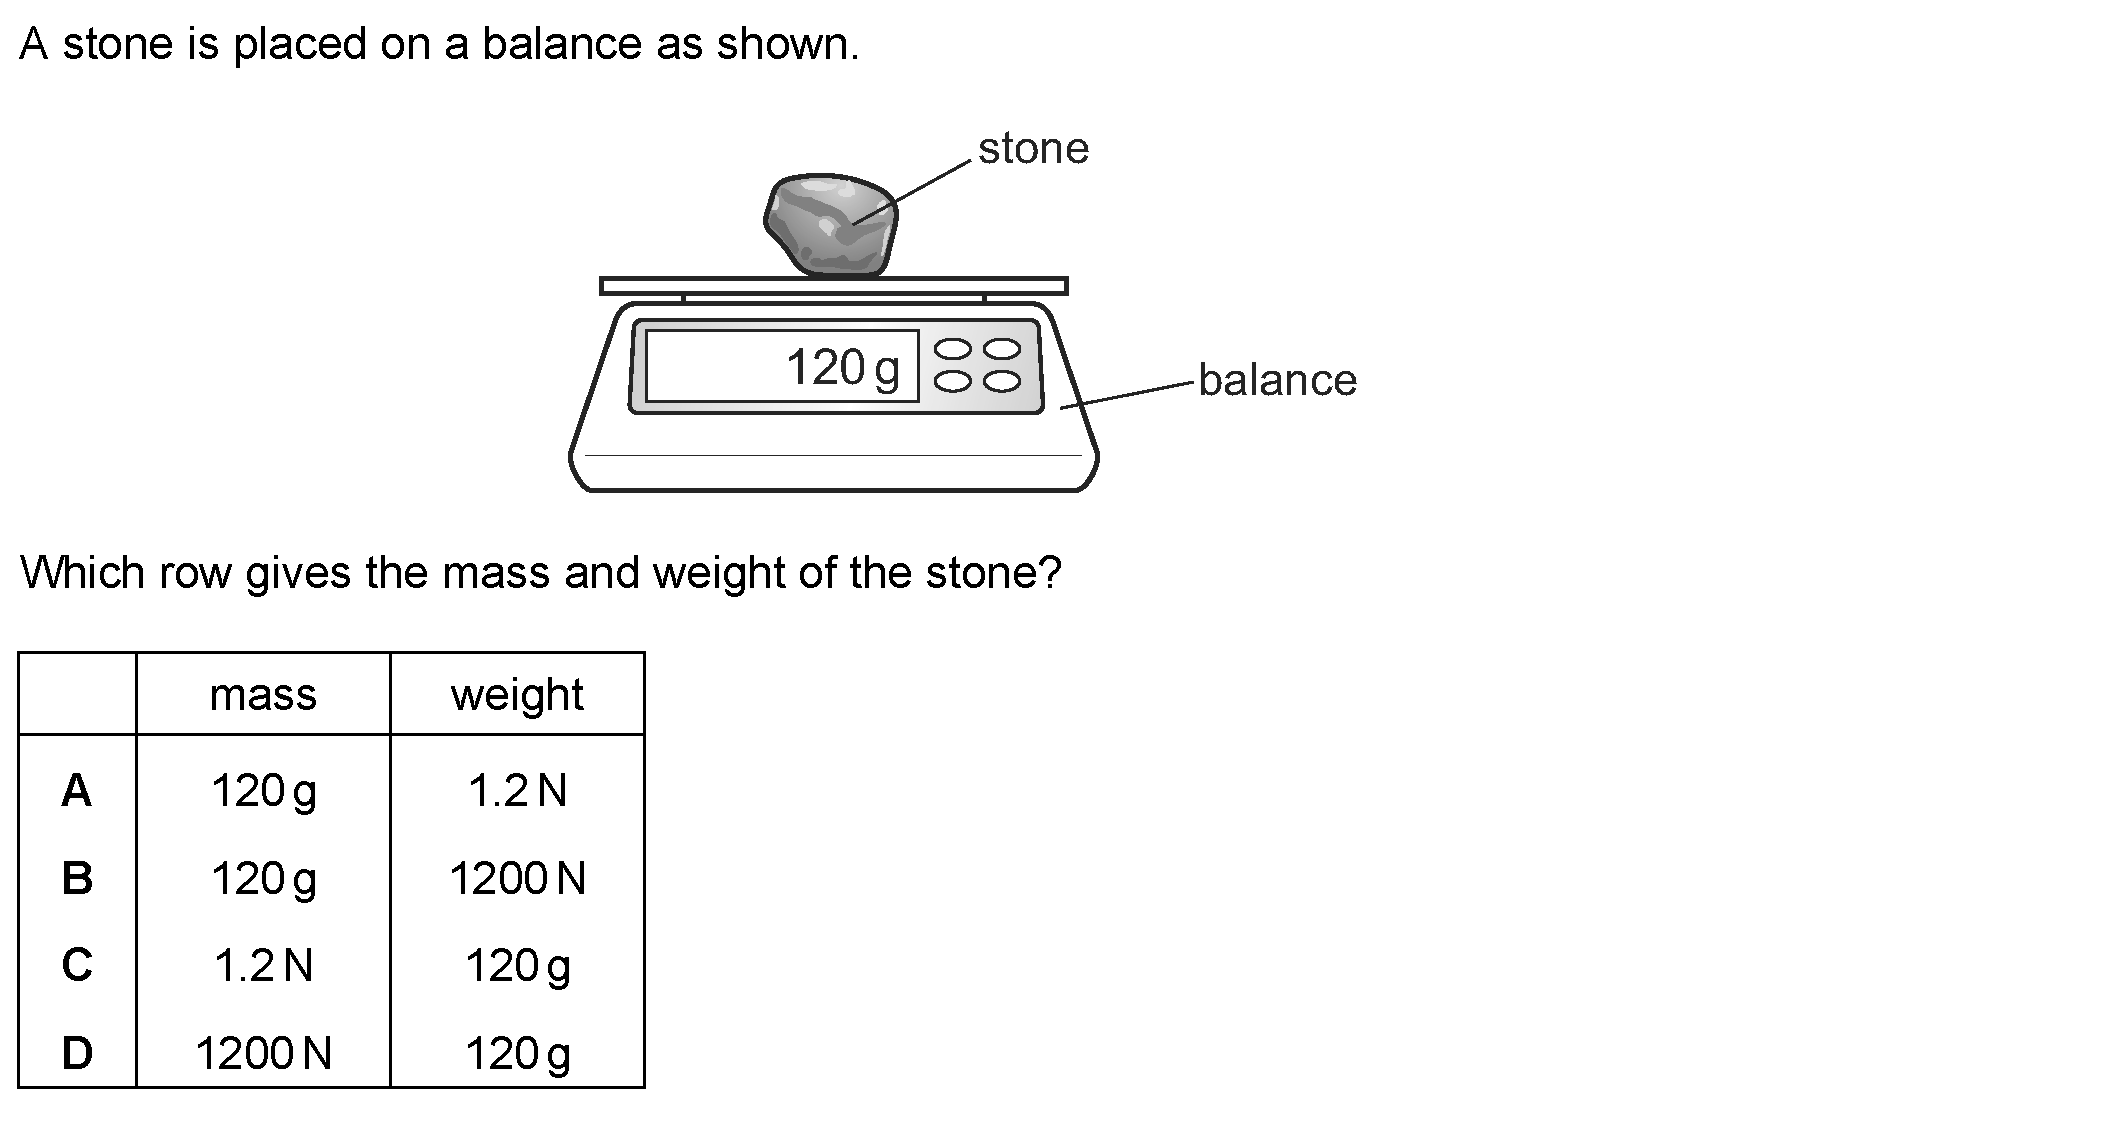 A stone is placed on a balance as shown.
stone
120 g
balance
Which row gives the mass and weight of the stone?
mass weight
A 120 g 1.2 N
B 120 g 1200 N
C 1.2 N 120 g
D 1200 N 120 g